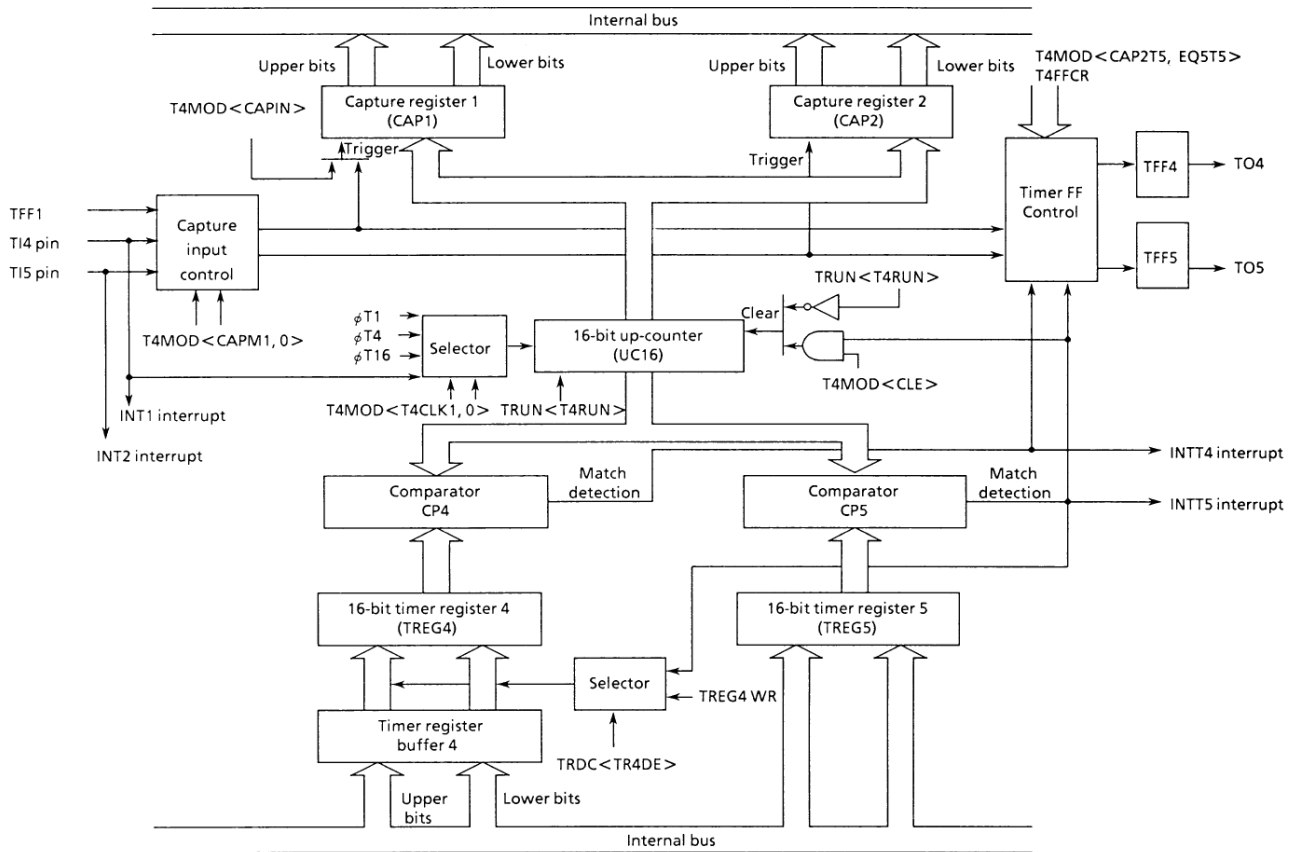 Internal bus
Upper bits
Lower bits
Upper bits
Lower bits
T4MOD<CAP2T5, EQ5T5>
T4FFCR
T4MOD<CAPIN>
Capture register 1
(CAP1)
Capture register 2
(CAP2)
Trigger
Trigger
TFF1
TI4 pin
TI5 pin
Capture
input
control
Timer FF
Control
TFF4
TO4
TFF5
TO5
T4MOD<CAPM1, 0>
TRUN<T4RUN>
Clear
ϕT1
ϕT4
ϕT16
Selector
16-bit up-counter
(UC16)
T4MOD<CLE>
T4MOD<T4CLK1, 0>
TRUN<T4RUN>
INT1 interrupt
INT2 interrupt
INTT4 interrupt
Comparator
CP4
Match
detection
Comparator
CP5
Match
detection
INTT5 interrupt
16-bit timer register 4
(TREG4)
16-bit timer register 5
(TREG5)
Selector
TREG4 WR
Timer register
buffer 4
TRDC<TR4DE>
Upper
bits
Lower bits
Internal bus